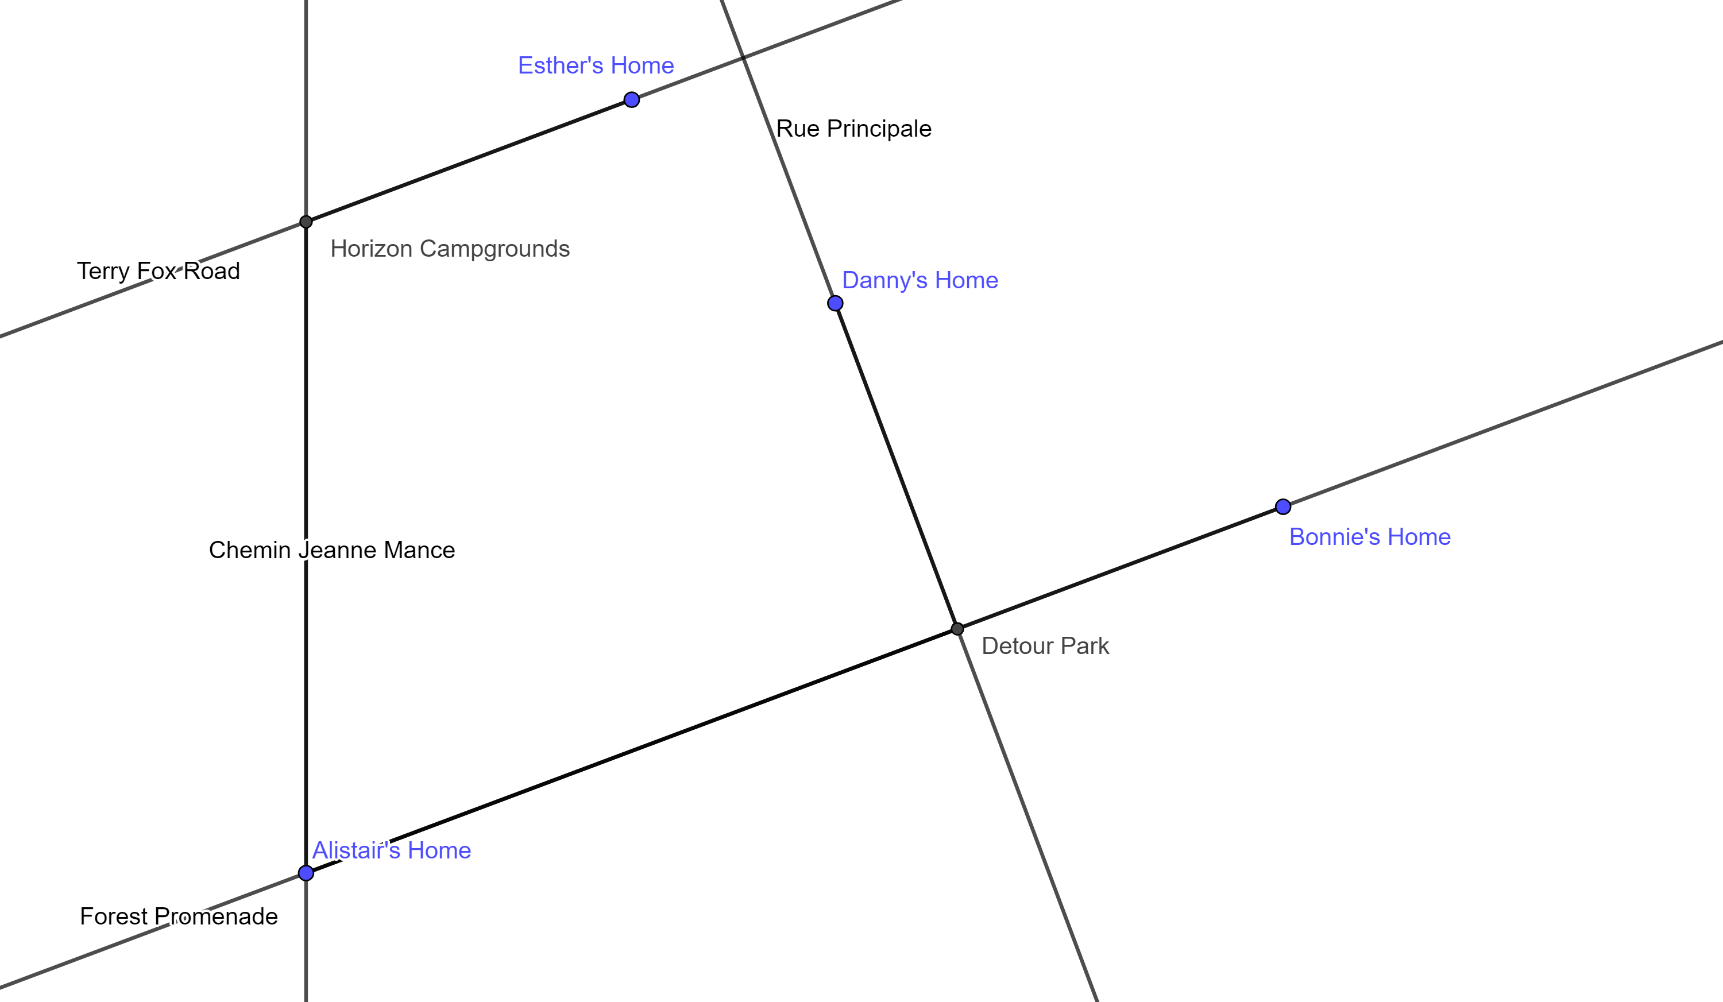 Esther's Home
Rue Principale
Horizon Campgrounds
Terry Fox Road
Danny's Home
Chemin Jeanne Mance
Bonnie's Home
Detour Park
Alistair's Home
Forest Promenade